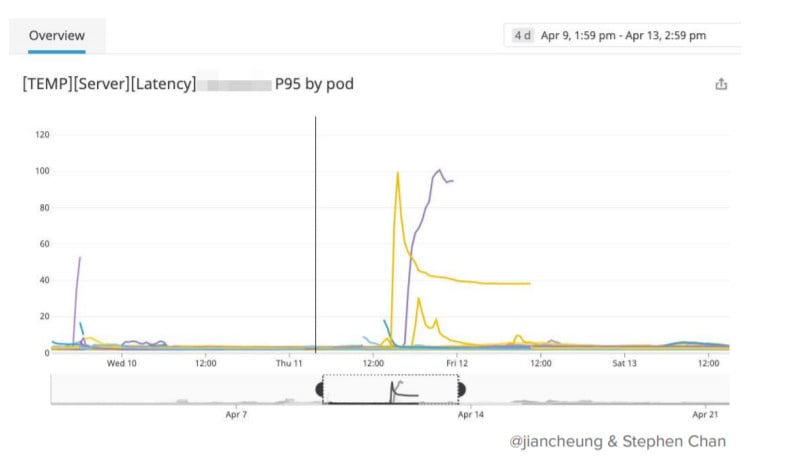 Overview
4 d Apr 9, 1:59 pm - Apr 13, 2:59 pm
[TEMP][Server][Latency] P95 by pod
120
100
80
60
40
20
0
Wed 10 12:00 Thu 11 12:00 Fri 12 12:00 Sat 13 12:00
Apr 7 Apr 14 Apr 21
@jiancheung & Stephen Chan